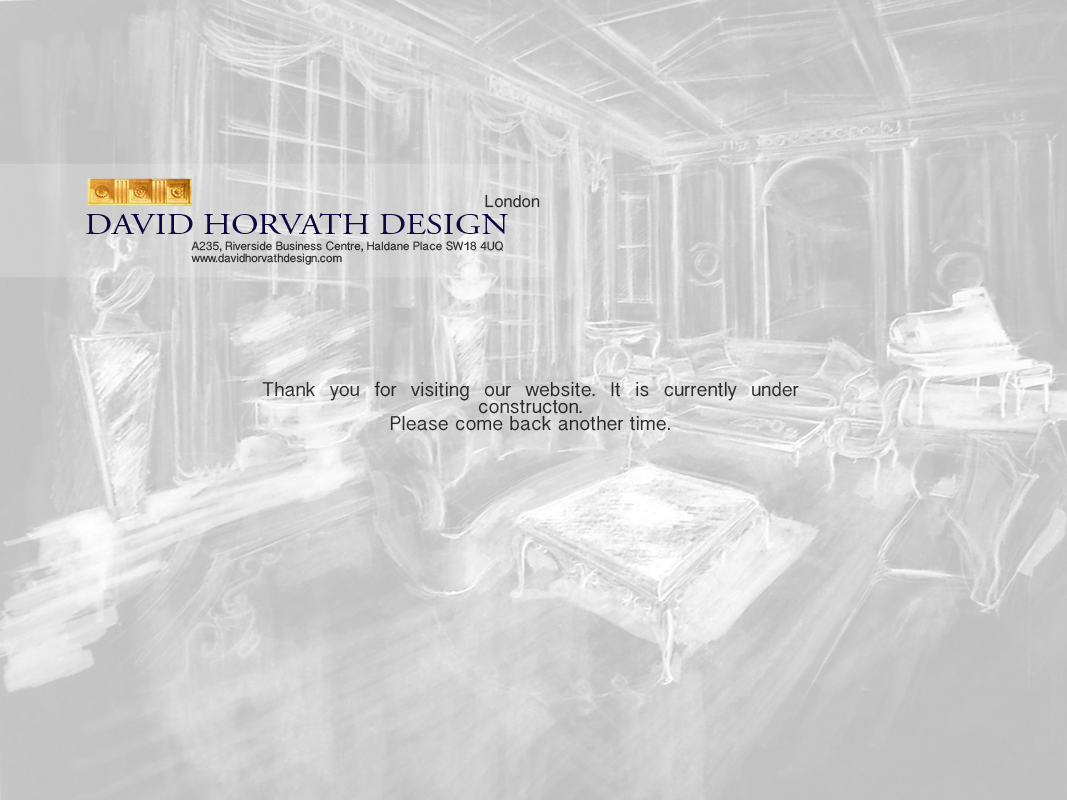 London
DAVID HORVATH DESIGN
A235, Riverside Business Centre, Haldane Place SW18 4UQ
www.davidhorvathdesign.com
Thank you for visiting our website. It is currently under
constructon.
Please come back another time.